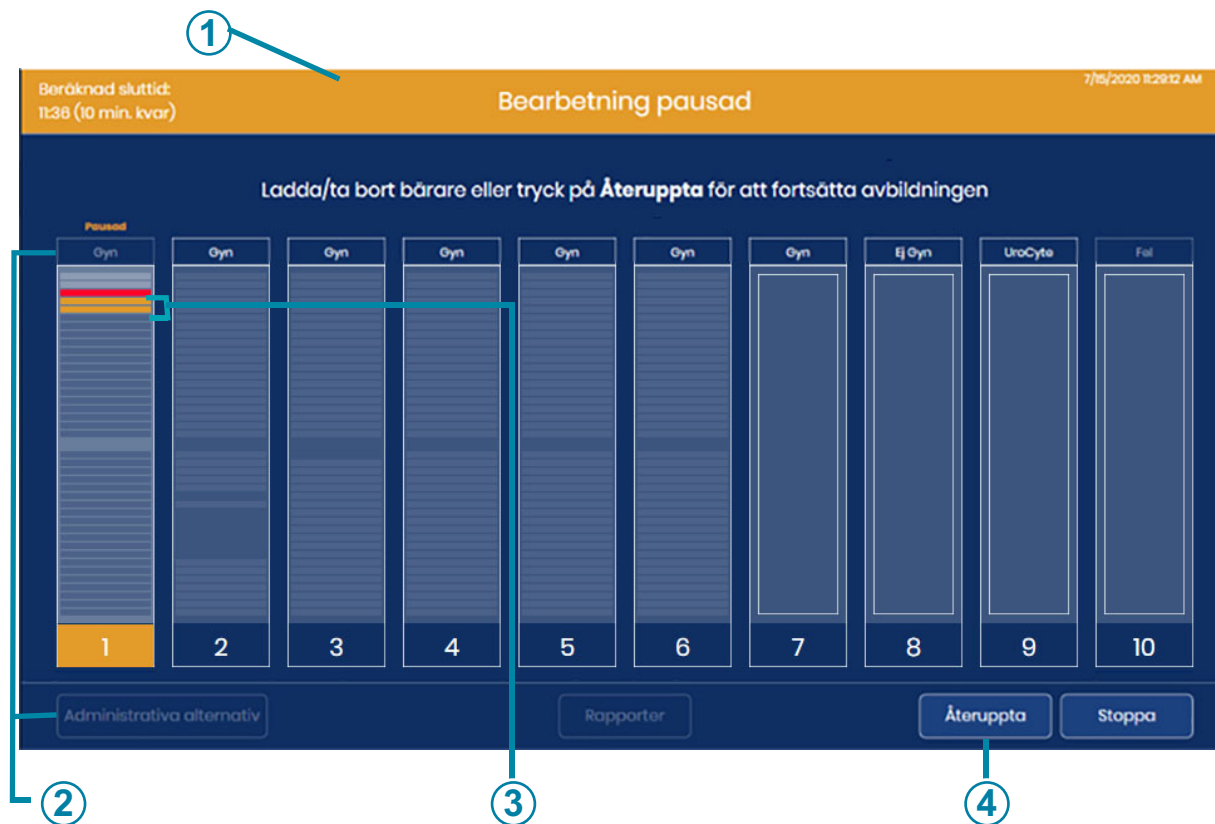 1
Beräknad sluttid:
11:38 (10 min. kvar)
Bearbetning pausad
7/15/2020 11:29:12 AM
Ladda/ta bort bärare eller tryck på Återuppta för att fortsätta avbildningen
Pausad
Gyn Gyn Gyn Gyn Gyn Gyn Gyn Ej Gyn UroCyte Fel
1 2 3 4 5 6 7 8 9 10
Administrativa alternativ Rapporter Återuppta Stoppa
2 3 4